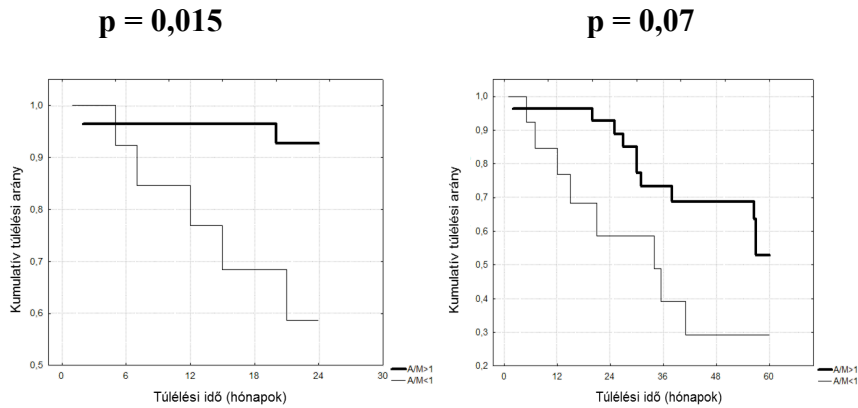 p = 0,015
p = 0,07
1,0
0,9
0,8
0,7
0,6
0,5
Kumulatív túlélési arány
0
6
12
18
24
30
Túlélési idő (hónapok)
A/M>1
A/M<1
1,0
0,9
0,8
0,7
0,6
0,5
0,4
0,3
0,2
Kumulatív túlélési arány
0
12
24
36
48
60
Túlélési idő (hónapok)
A/M>1
A/M<1